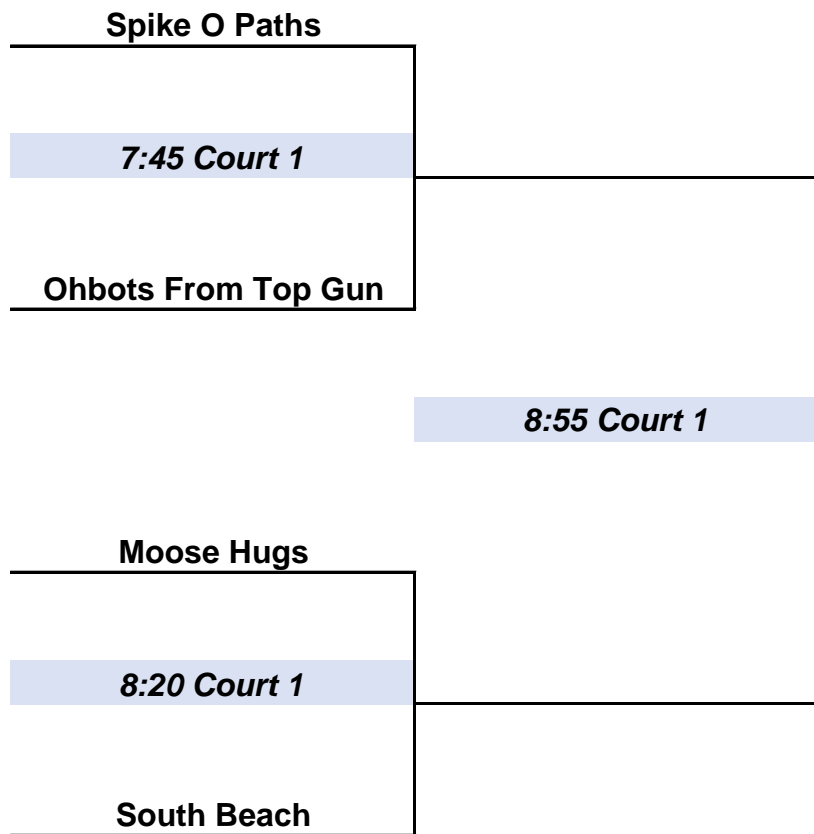 Spike O Paths
7:45 Court 1
Ohbots From Top Gun
8:55 Court 1
Moose Hugs
8:20 Court 1
South Beach